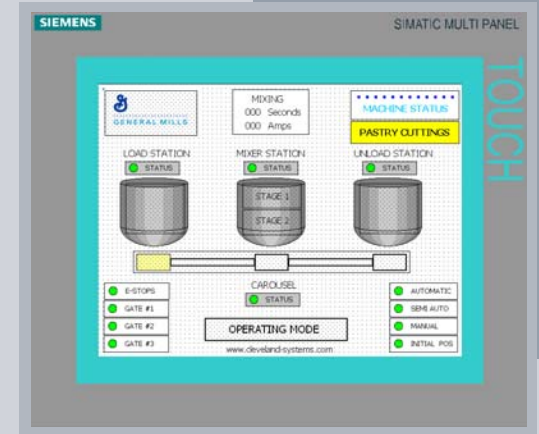 SIEMENS
SIMATIC MULTI PANEL
TOUCH
GENERAL MILLS
MIXING
000 Seconds
000 Amps
MACHINE STATUS
PASTRY CUTTINGS
LOAD STATION
MIXER STATION
UNLOAD STATION
STATUS
STATUS
STATUS
STAGE 1
STAGE 2
CAROUSEL
STATUS
E-STOPS
GATE #1
GATE #2
GATE #3
OPERATING MODE
www.cleveland-systems.com
AUTOMATIC
SEMI AUTO
MANUAL
INITIAL POS